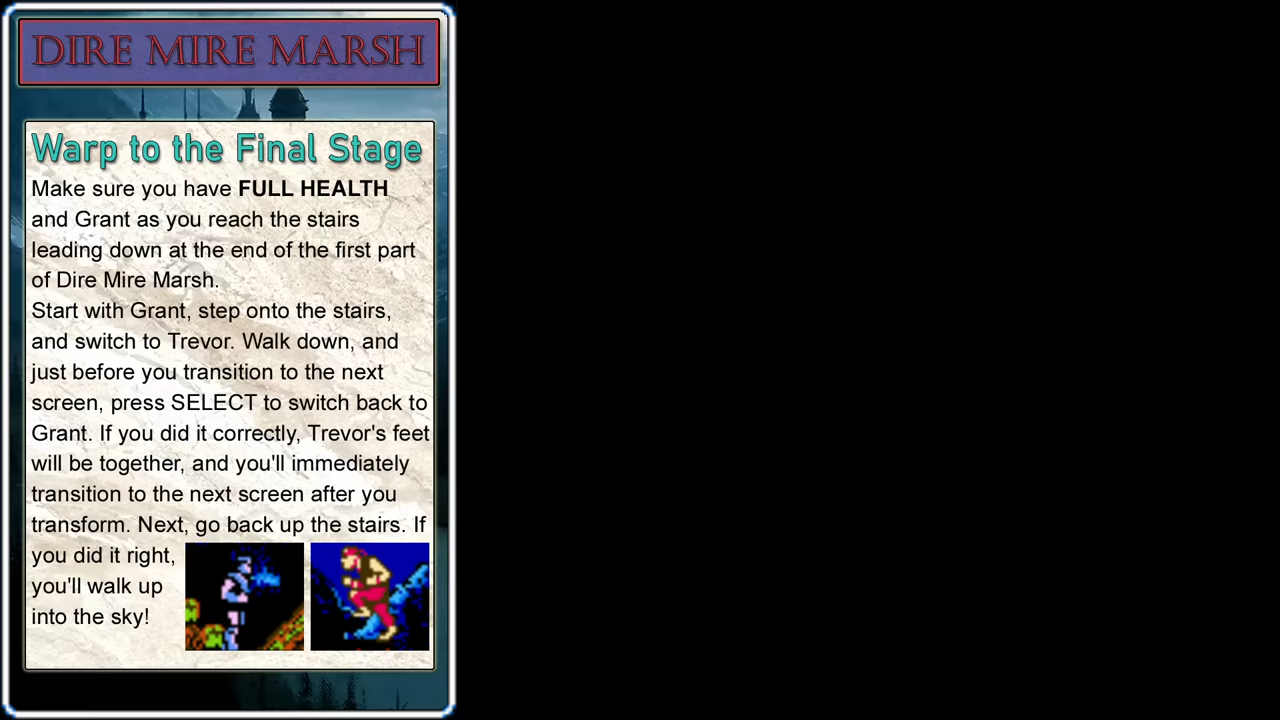 DIRE MIRE MARSH
Warp to the Final Stage
Make sure you have FULL HEALTH
and Grant as you reach the stairs
leading down at the end of the first part
of Dire Mire Marsh.
Start with Grant, step onto the stairs,
and switch to Trevor. Walk down, and
just before you transition to the next
screen, press SELECT to switch back to
Grant. If you did it correctly, Trevor's feet
will be together, and you'll immediately
transition to the next screen after you
transform. Next, go back up the stairs. If
you did it right,
you'll walk up
into the sky!